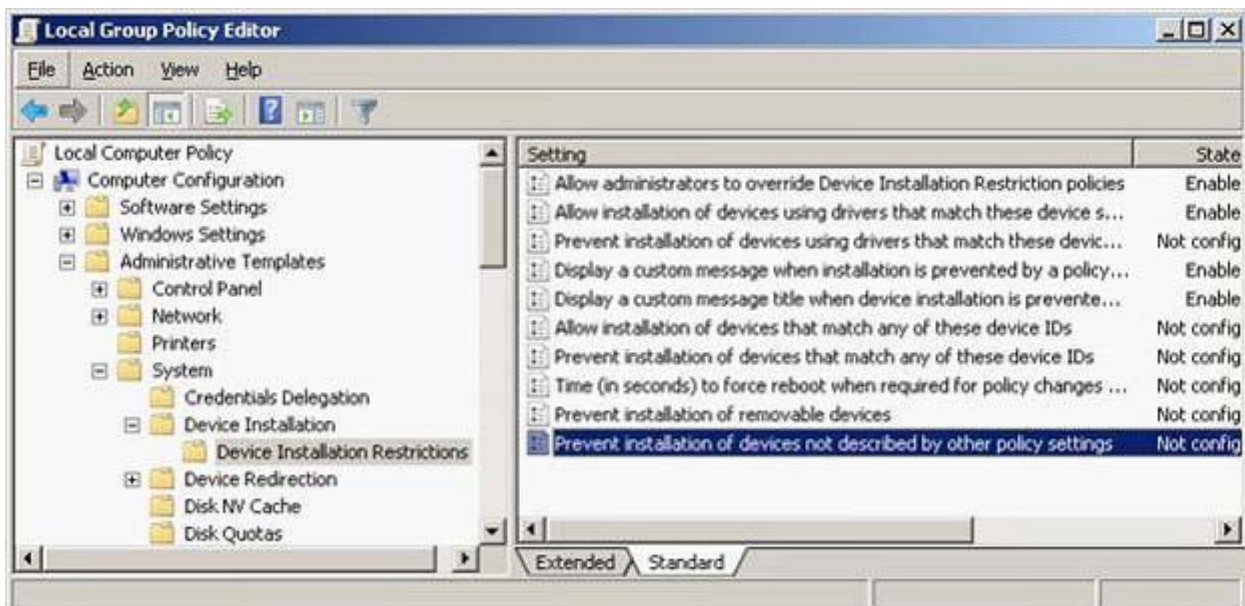 Local Group Policy Editor
File Action View Help
Local Computer Policy
Computer Configuration
Software Settings
Windows Settings
Administrative Templates
Control Panel
Network
Printers
System
Credentials Delegation
Device Installation
Device Installation Restrictions
Device Redirection
Disk NV Cache
Disk Quotas
Setting State
Allow administrators to override Device Installation Restriction policies Enable
Allow installation of devices using drivers that match these device s... Enable
Prevent installation of devices using drivers that match these devic... Not config
Display a custom message when installation is prevented by a policy... Enable
Display a custom message title when device installation is prevente... Enable
Allow installation of devices that match any of these device IDs Not config
Prevent installation of devices that match any of these device IDs Not config
Time (in seconds) to force reboot when required for policy changes ... Not config
Prevent installation of removable devices Not config
Prevent installation of devices not described by other policy settings Not config
Extended Standard